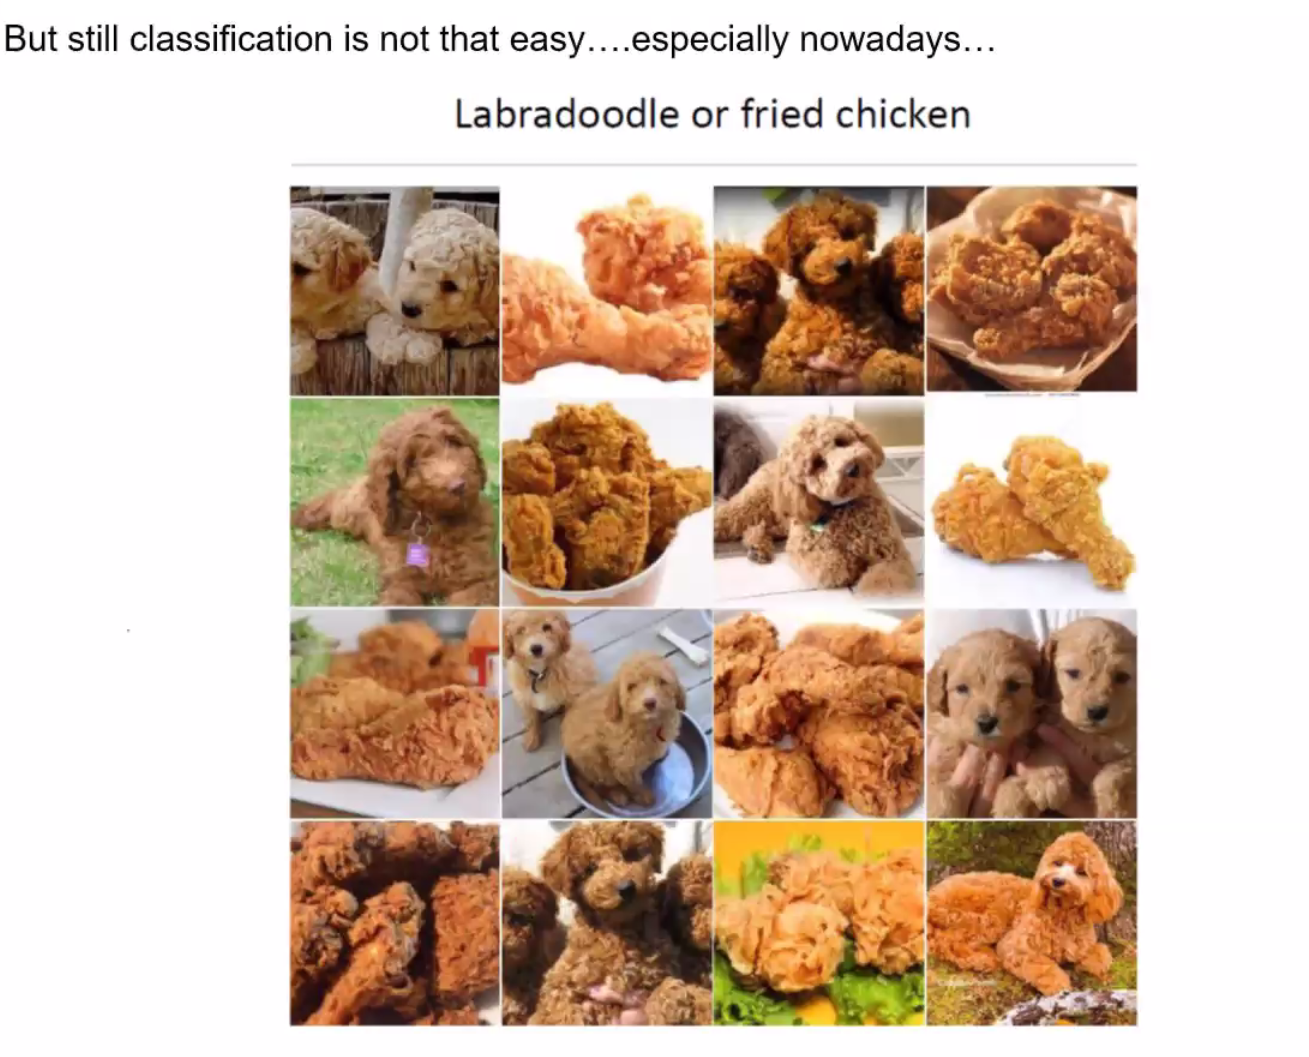 But still classification is not that easy….especially nowadays…
Labradoodle or fried chicken